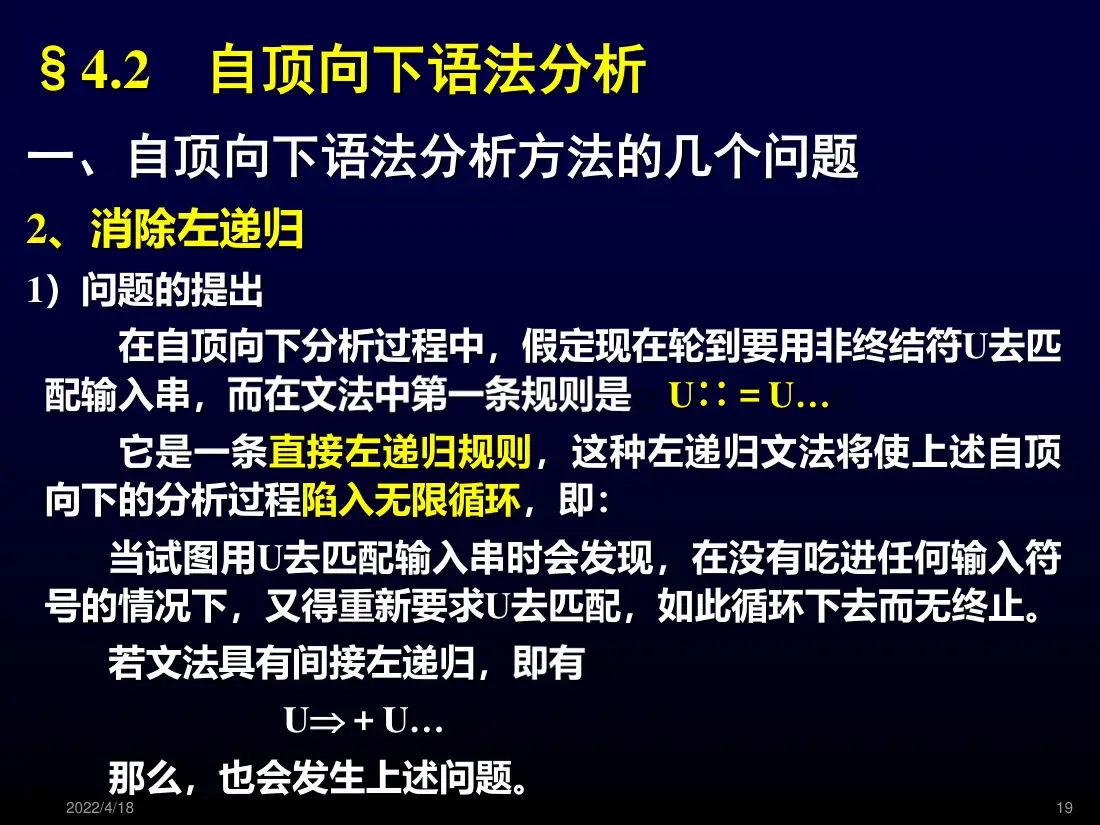 §4.2 自顶向下语法分析
一、自顶向下语法分析方法的几个问题
2、消除左递归
1）问题的提出
在自顶向下分析过程中，假定现在轮到要用非终结符U去匹
配输入串，而在文法中第一条规则是 U∷＝U…
它是一条直接左递归规则，这种左递归文法将使上述自顶
向下的分析过程陷入无限循环，即：
当试图用U去匹配输入串时会发现，在没有吃进任何输入符
号的情况下，又得重新要求U去匹配，如此循环下去而无终止。
若文法具有间接左递归，即有
U⇒＋U…
那么，也会发生上述问题。
2022/4/18
19